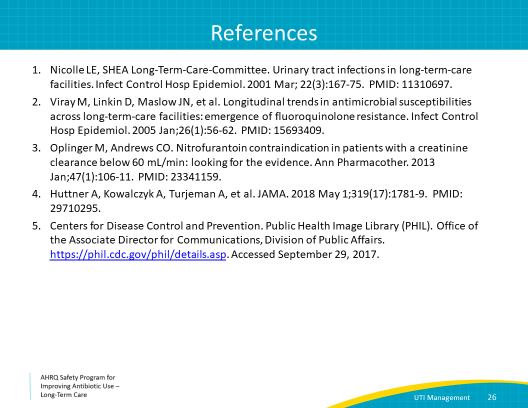 References
1. Nicolle LE, SHEA Long-Term-Care-Committee. Urinary tract infections in long-term-care
facilities. Infect Control Hosp Epidemiol. 2001 Mar; 22(3):167-75. PMID: 11310697.
2. Viray M, Linkin D, Maslow JN, et al. Longitudinal trends in antimicrobial susceptibilities
across long-term-care facilities: emergence of fluoroquinolone resistance. Infect Control
Hosp Epidemiol. 2005 Jan;26(1):56-62. PMID: 15693409.
3. Oplinger M, Andrews CO. Nitrofurantoin contraindication in patients with a creatinine
clearance below 60 mL/min: looking for the evidence. Ann Pharmacother. 2013
Jan;47(1):106-11. PMID: 23341159.
4. Huttner A, Kowalczyk A, Turjeman A, et al. JAMA. 2018 May 1;319(17):1781-9. PMID:
29710295.
5. Centers for Disease Control and Prevention. Public Health Image Library (PHIL). Office of
the Associate Director for Communications, Division of Public Affairs.
https://phil.cdc.gov/phil/details.asp. Accessed September 29, 2017.
AHRQ Safety Program for
Improving Antibiotic Use –
Long-Term Care
UTI Management 26